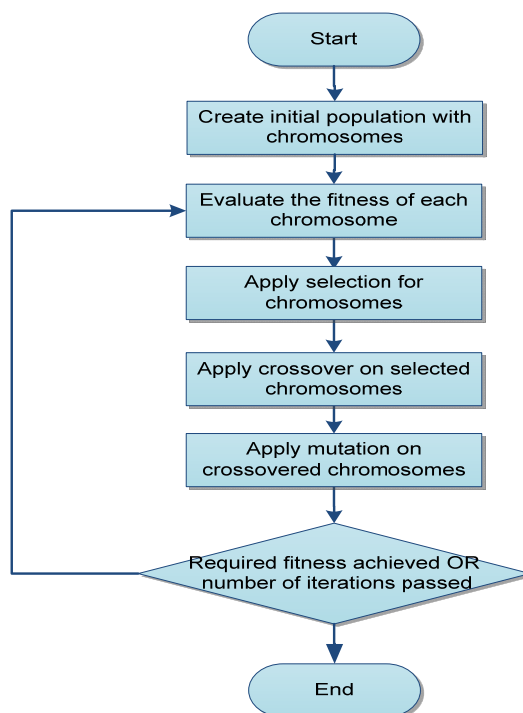 Start
Create initial population with
chromosomes
Evaluate the fitness of each
chromosome
Apply selection for
chromosomes
Apply crossover on selected
chromosomes
Apply mutation on
crossovered chromosomes
Required fitness achieved OR
number of iterations passed
End